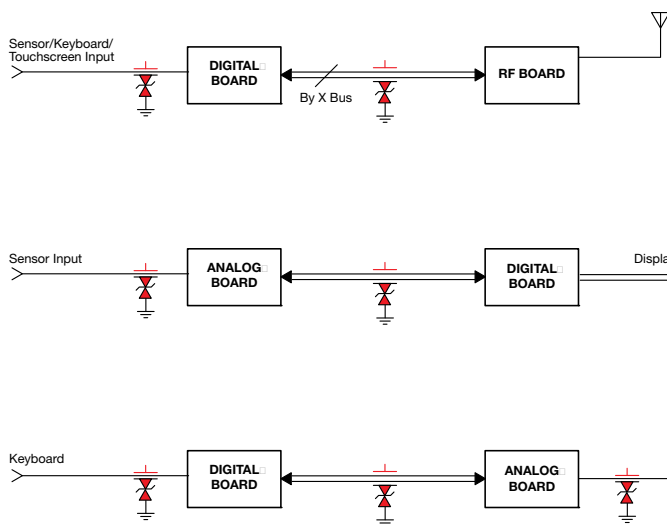 Sensor/Keyboard/
Touchscreen Input
DIGITAL
BOARD
By X Bus
RF BOARD
Sensor Input
ANALOG
BOARD
DIGITAL
BOARD
Displa
Keyboard
DIGITAL
BOARD
ANALOG
BOARD